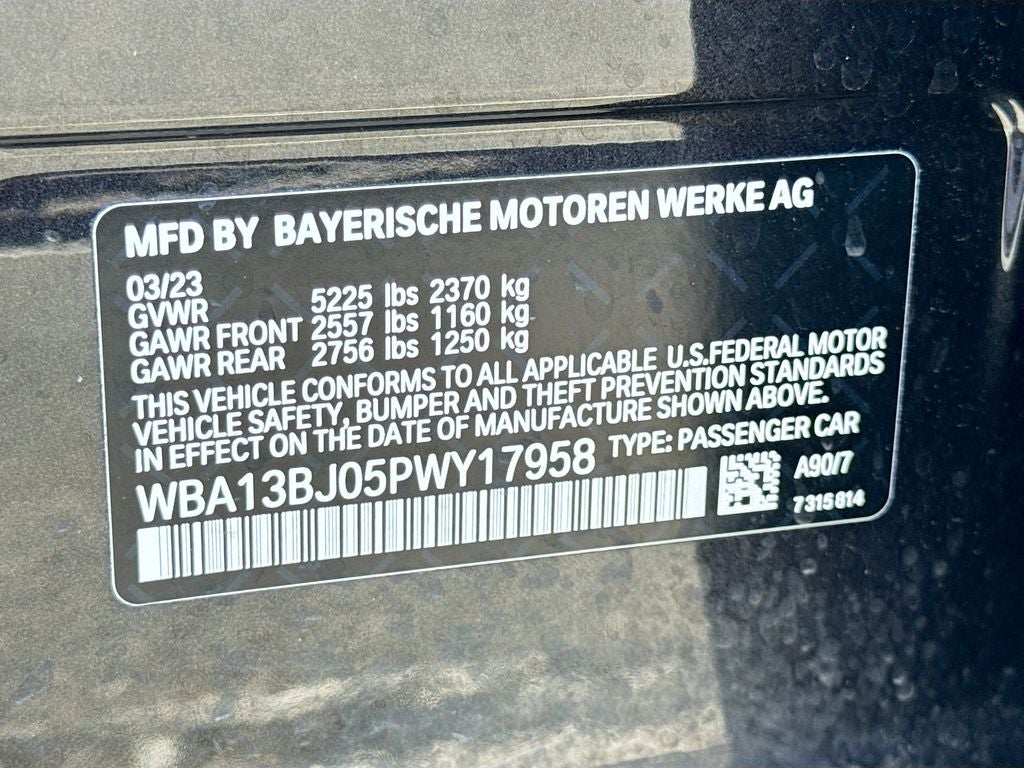 MFD BY BAYERISCHE MOTOREN WERKE AG
03/23
GVWR 5225 lbs 2370 kg
GAWR FRONT 2557 lbs 1160 kg
GAWR REAR 2756 lbs 1250 kg
THIS VEHICLE CONFORMS TO ALL APPLICABLE U.S.FEDERAL MOTOR
VEHICLE SAFETY, BUMPER AND THEFT PREVENTION STANDARDS
IN EFFECT ON THE DATE OF MANUFACTURE SHOWN ABOVE.
WBA13BJ05PWY17958 TYPE: PASSENGER CAR
A90/7
7315814